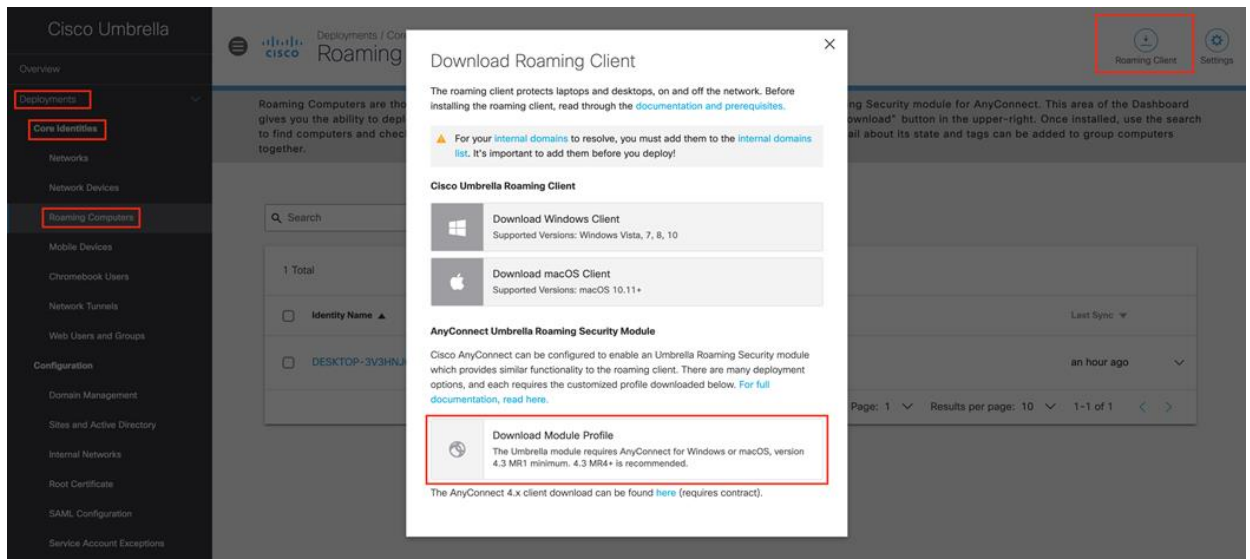 Cisco Umbrella
Overview
Deployments
Core Identities
Networks
Network Devices
Roaming Computers
Mobile Devices
Chromebook Users
Network Tunnels
Web Users and Groups
Configuration
Domain Management
Sites and Active Directory
Internal Networks
Root Certificate
SAML Configuration
Service Account Exceptions
CISCO
Deployments / Con
Roaming
Roaming Client
Settings
Roaming Computers are tho
gives you the ability to depl
to find computers and chec
together.
ng Security module for AnyConnect. This area of the Dashboard
ownload" button in the upper-right. Once installed, use the search
ail about its state and tags can be added to group computers
Search
1 Total
Identity Name
Last Sync
DESKTOP-3V3HNJ
an hour ago
Page: 1
Results per page: 10
1-1 of 1
Download Roaming Client
The roaming client protects laptops and desktops, on and off the network. Before
installing the roaming client, read through the documentation and prerequisites.
For your internal domains to resolve, you must add them to the internal domains
list. It's important to add them before you deploy!
Cisco Umbrella Roaming Client
Download Windows Client
Supported Versions: Windows Vista, 7, 8, 10
Download macOS Client
Supported Versions: macOS 10.11+
AnyConnect Umbrella Roaming Security Module
Cisco AnyConnect can be configured to enable an Umbrella Roaming Security module
which provides similar functionality to the roaming client. There are many deployment
options, and each requires the customized profile downloaded below. For full
documentation, read here.
Download Module Profile
The Umbrella module requires AnyConnect for Windows or macOS, version
4.3 MR1 minimum. 4.3 MR4+ is recommended.
The AnyConnect 4.x client download can be found here (requires contract).